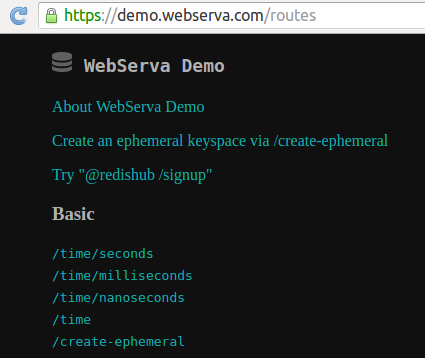 https://demo.webserva.com/routes
WebServa Demo
About WebServa Demo
Create an ephemeral keyspace via /create-ephemeral
Try "@redishub /signup"
Basic
/time/seconds
/time/milliseconds
/time/nanoseconds
/time
/create-ephemeral